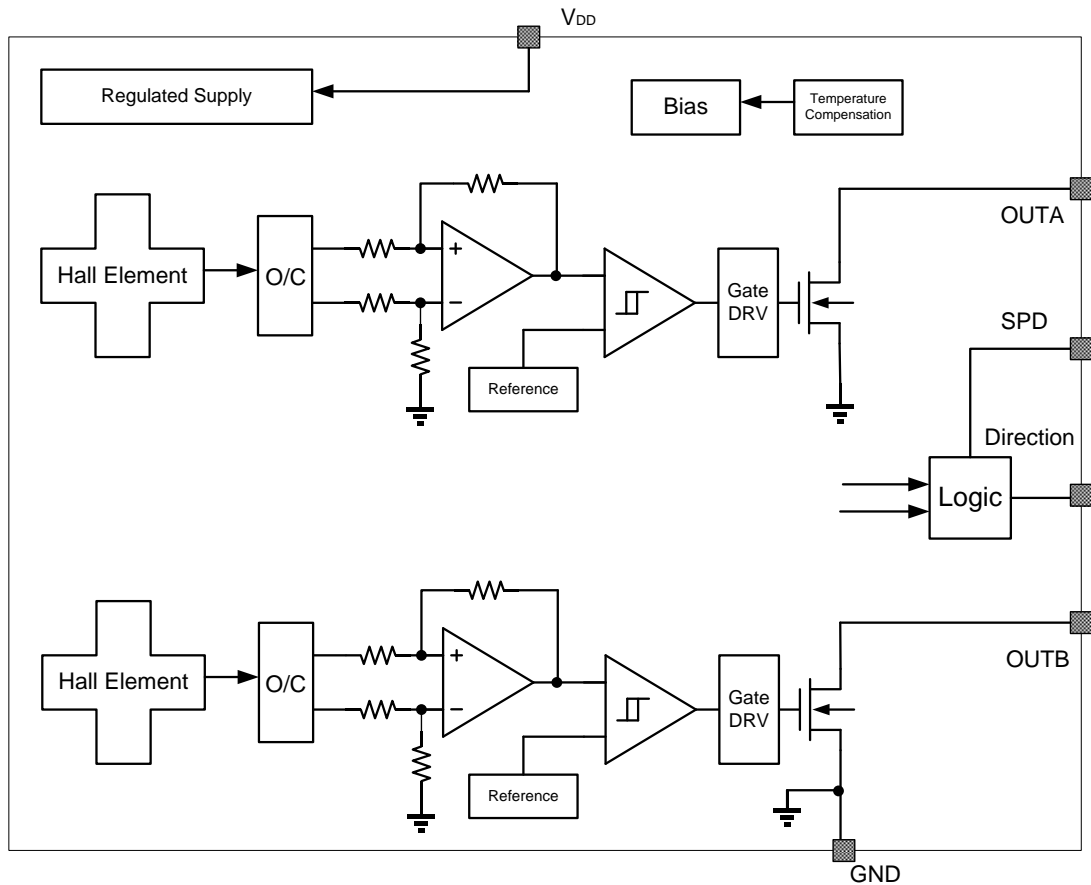 VDD
Regulated Supply
Bias
Temperature
Compensation
OUTA
Hall Element
O/C
+
−
Gate
DRV
SPD
Reference
Direction
Logic
Hall Element
O/C
+
−
Gate
DRV
OUTB
Reference
GND